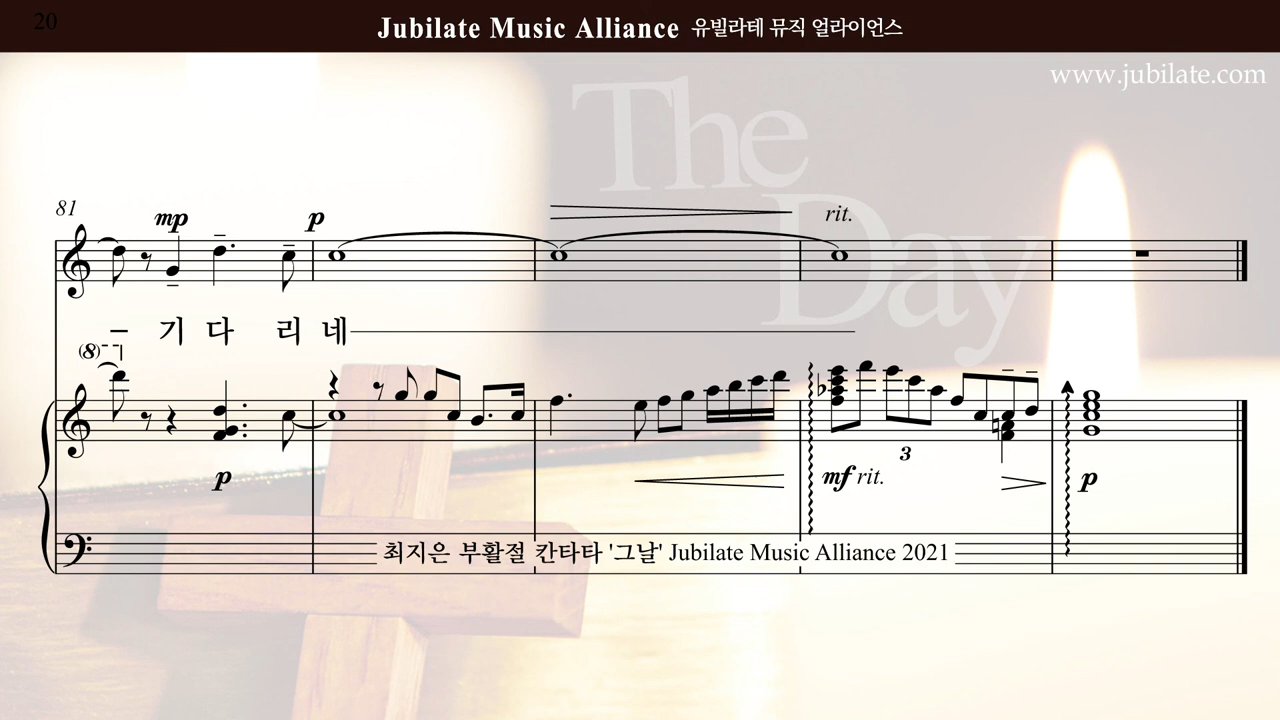 20
Jubilate Music Alliance 유빌라테 뮤직 얼라이언스
www.jubilate.com
The
Day
81
mp p rit.
– 기 다 리 네
(8)
p mf rit. p
3
최지은 부활절 칸타타 '그날' Jubilate Music Alliance 2021